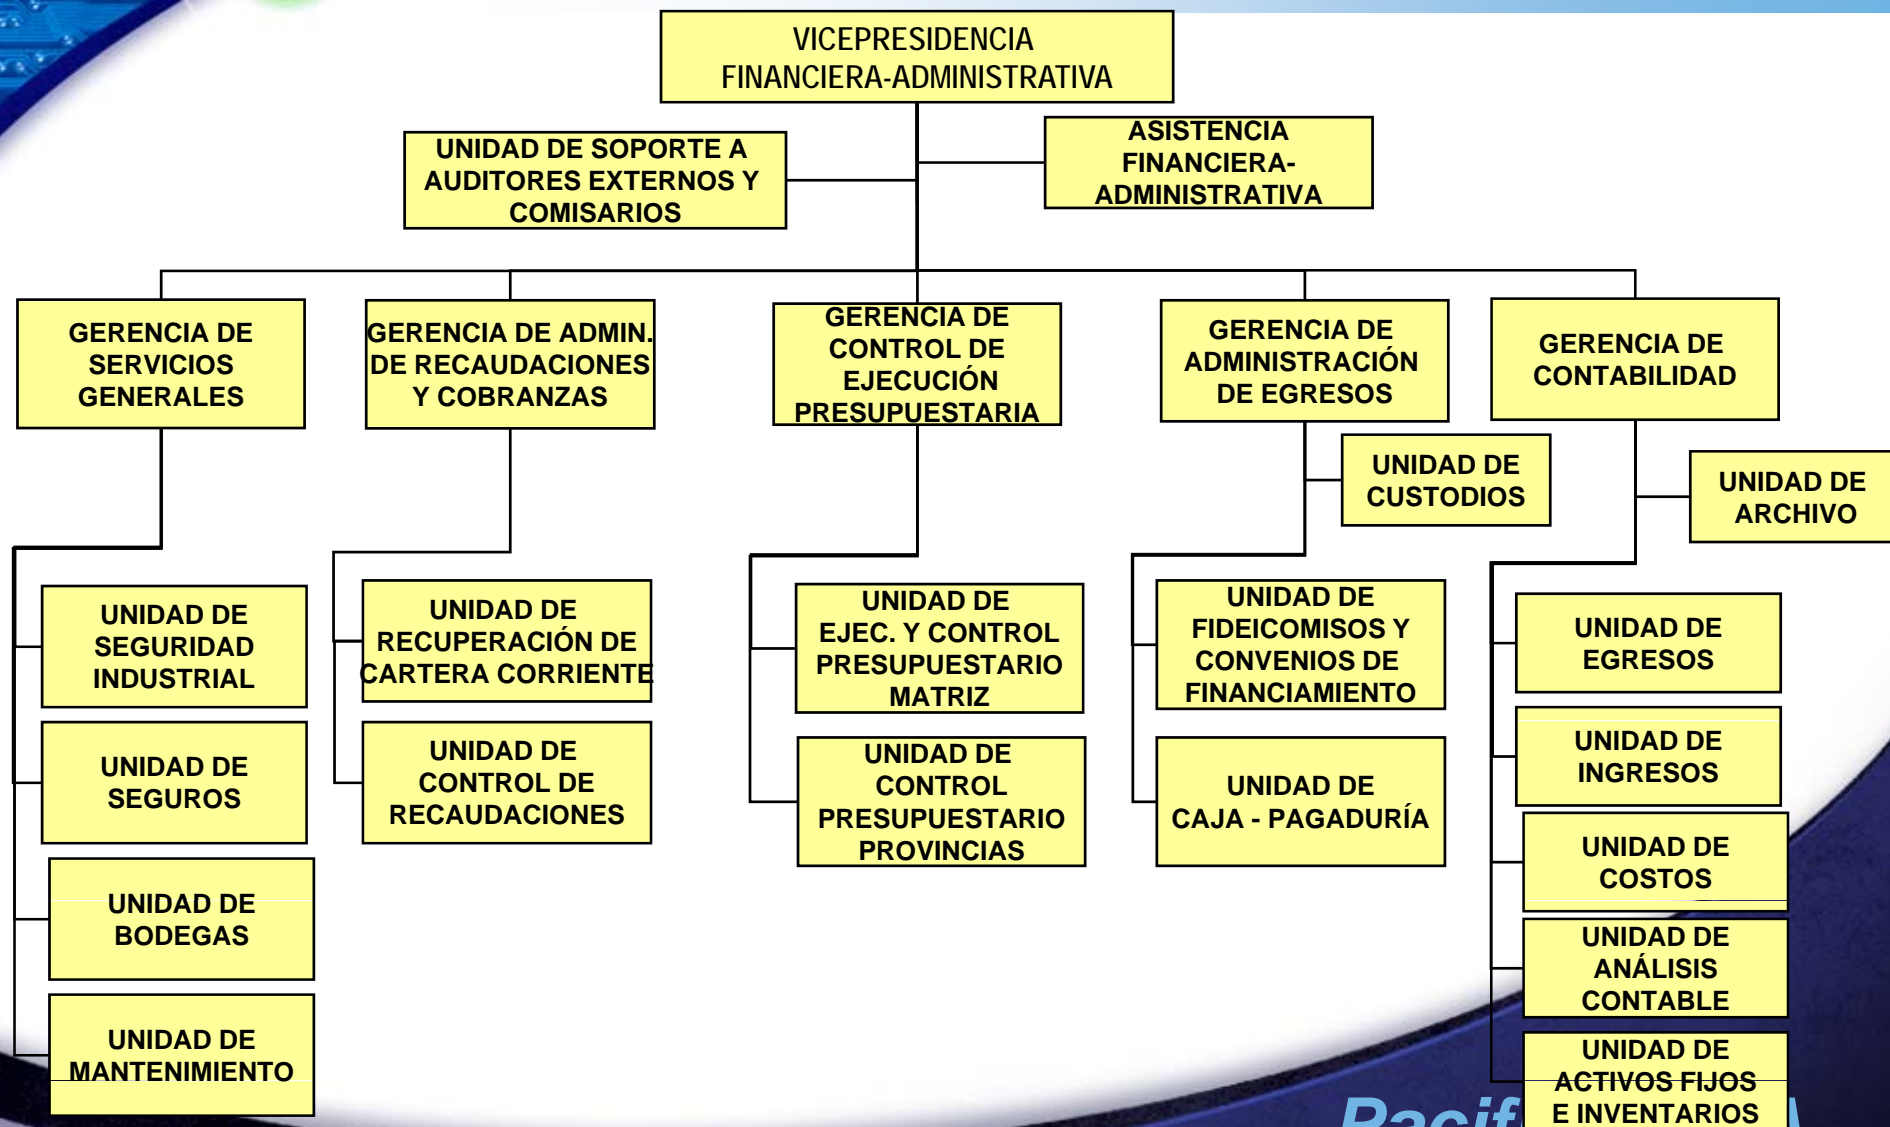 VICEPRESIDENCIA
FINANCIERA-ADMINISTRATIVA
UNIDAD DE SOPORTE A
AUDITORES EXTERNOS Y
COMISARIOS
ASISTENCIA
FINANCIERA-
ADMINISTRATIVA
GERENCIA DE
SERVICIOS
GENERALES
GERENCIA DE ADMIN.
DE RECAUDACIONES
Y COBRANZAS
GERENCIA DE
CONTROL DE
EJECUCIÓN
PRESUPUESTARIA
GERENCIA DE
ADMINISTRACIÓN
DE EGRESOS
GERENCIA DE
CONTABILIDAD
UNIDAD DE
CUSTODIOS
UNIDAD DE
ARCHIVO
UNIDAD DE
SEGURIDAD
INDUSTRIAL
UNIDAD DE
SEGUROS
UNIDAD DE
BODEGAS
UNIDAD DE
MANTENIMIENTO
UNIDAD DE
RECUPERACIÓN DE
CARTERA CORRIENTE
UNIDAD DE
CONTROL DE
RECAUDACIONES
UNIDAD DE
EJEC. Y CONTROL
PRESUPUESTARIO
MATRIZ
UNIDAD DE
CONTROL
PRESUPUESTARIO
PROVINCIAS
UNIDAD DE
FIDEICOMISOS Y
CONVENIOS DE
FINANCIAMIENTO
UNIDAD DE
CAJA - PAGADURÍA
UNIDAD DE
EGRESOS
UNIDAD DE
INGRESOS
UNIDAD DE
COSTOS
UNIDAD DE
ANÁLISIS
CONTABLE
UNIDAD DE
ACTIVOS FIJOS
E INVENTARIOS